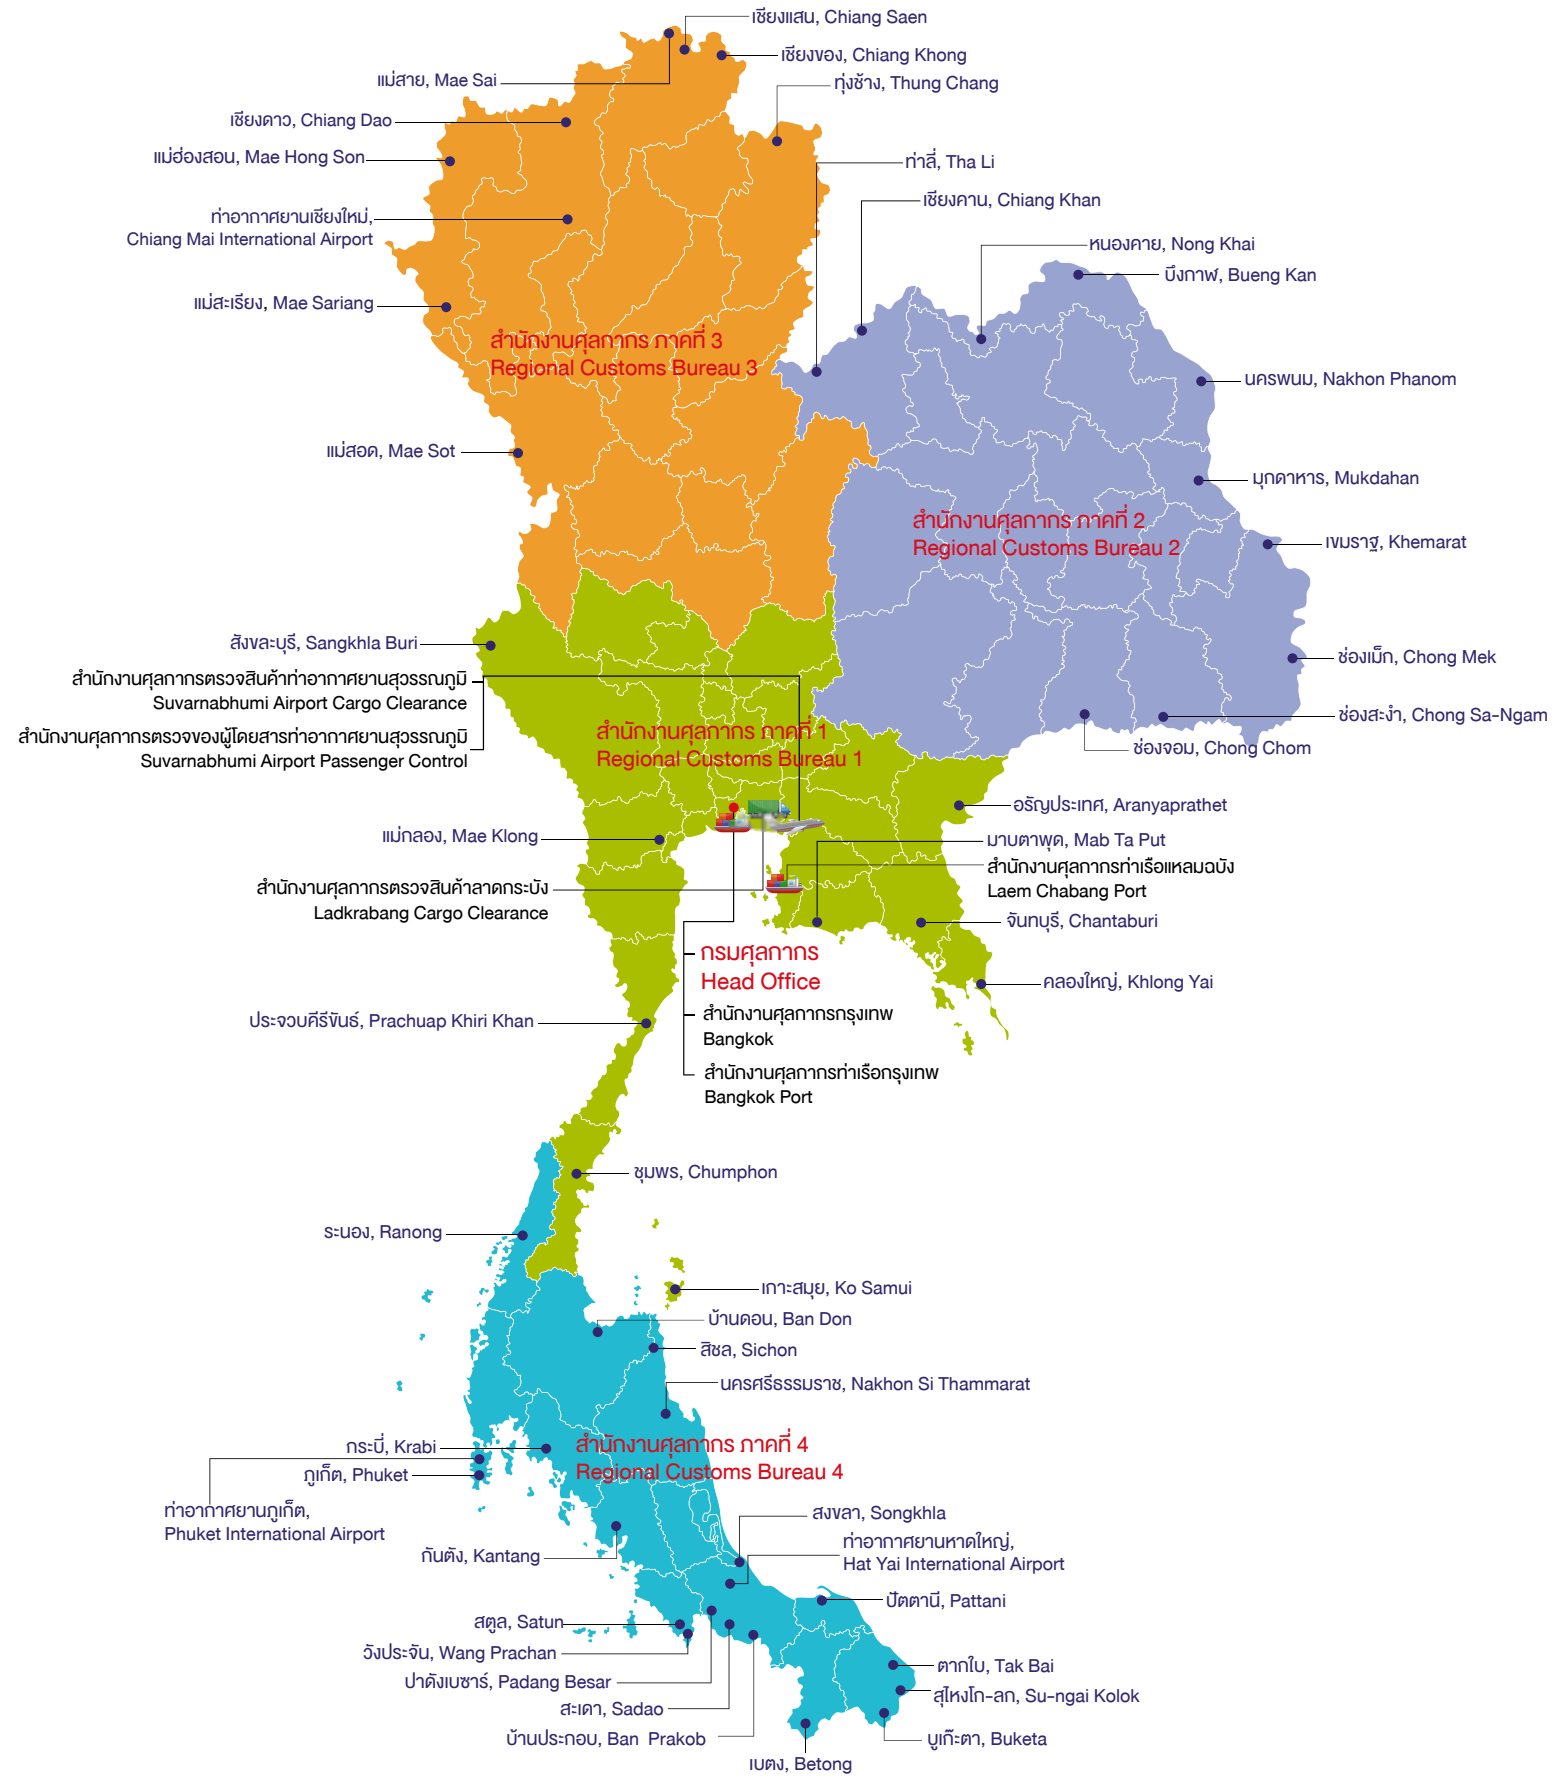 เชียงแสน, Chiang Saen
เชียงของ, Chiang Khong
แม่สาย, Mae Sai
ทุ่งช้าง, Thung Chang
เชียงดาว, Chiang Dao
แม่ฮ่องสอน, Mae Hong Son
ท่าลี่, Tha Li
เชียงคาน, Chiang Khan
ท่าอากาศยานเชียงใหม่,
Chiang Mai International Airport
หนองคาย, Nong Khai
บึงกาฬ, Bueng Kan
แม่สะเรียง, Mae Sariang
สำนักงานศุลกากร ภาคที่ 3
Regional Customs Bureau 3
นครพนม, Nakhon Phanom
แม่สอด, Mae Sot
มุกดาหาร, Mukdahan
สำนักงานศุลกากร ภาคที่ 2
Regional Customs Bureau 2
เขมราฐ, Khemarat
สังขละบุรี, Sangkhla Buri
ช่องเม็ก, Chong Mek
สำนักงานศุลกากรตรวจสินค้าท่าอากาศยานสุวรรณภูมิ
Suvarnabhumi Airport Cargo Clearance
ช่องสะงำ, Chong Sa-Ngam
สำนักงานศุลกากรตรวจของผู้โดยสารท่าอากาศยานสุวรรณภูมิ
Suvarnabhumi Airport Passenger Control
สำนักงานศุลกากร ภาคที่ 1
Regional Customs Bureau 1
ช่องจอม, Chong Chom
อรัญประเทศ, Aranyaprathet
แม่กลอง, Mae Klong
มาบตาพุด, Mab Ta Put
สำนักงานศุลกากรท่าเรือแหลมฉบัง
Laem Chabang Port
สำนักงานศุลกากรตรวจสินค้าลาดกระบัง
Ladkrabang Cargo Clearance
จันทบุรี, Chantaburi
กรมศุลกากร
Head Office
คลองใหญ่, Khlong Yai
สำนักงานศุลกากรกรุงเทพ
Bangkok
ประจวบคีรีขันธ์, Prachuap Khiri Khan
สำนักงานศุลกากรท่าเรือกรุงเทพ
Bangkok Port
ชุมพร, Chumphon
ระนอง, Ranong
เกาะสมุย, Ko Samui
บ้านดอน, Ban Don
สิชล, Sichon
นครศรีธรรมราช, Nakhon Si Thammarat
กระบี่, Krabi
สำนักงานศุลกากร ภาคที่ 4
Regional Customs Bureau 4
ภูเก็ต, Phuket
ท่าอากาศยานภูเก็ต,
Phuket International Airport
สงขลา, Songkhla
ท่าอากาศยานหาดใหญ่,
Hat Yai International Airport
กันตัง, Kantang
ปัตตานี, Pattani
สตูล, Satun
วังประจัน, Wang Prachan
ตากใบ, Tak Bai
ปาดังเบซาร์, Padang Besar
สุไหงโก-ลก, Su-ngai Kolok
สะเดา, Sadao
บ้านประกอบ, Ban Prakob
บูเก๊ะตา, Buketa
เบตง, Betong